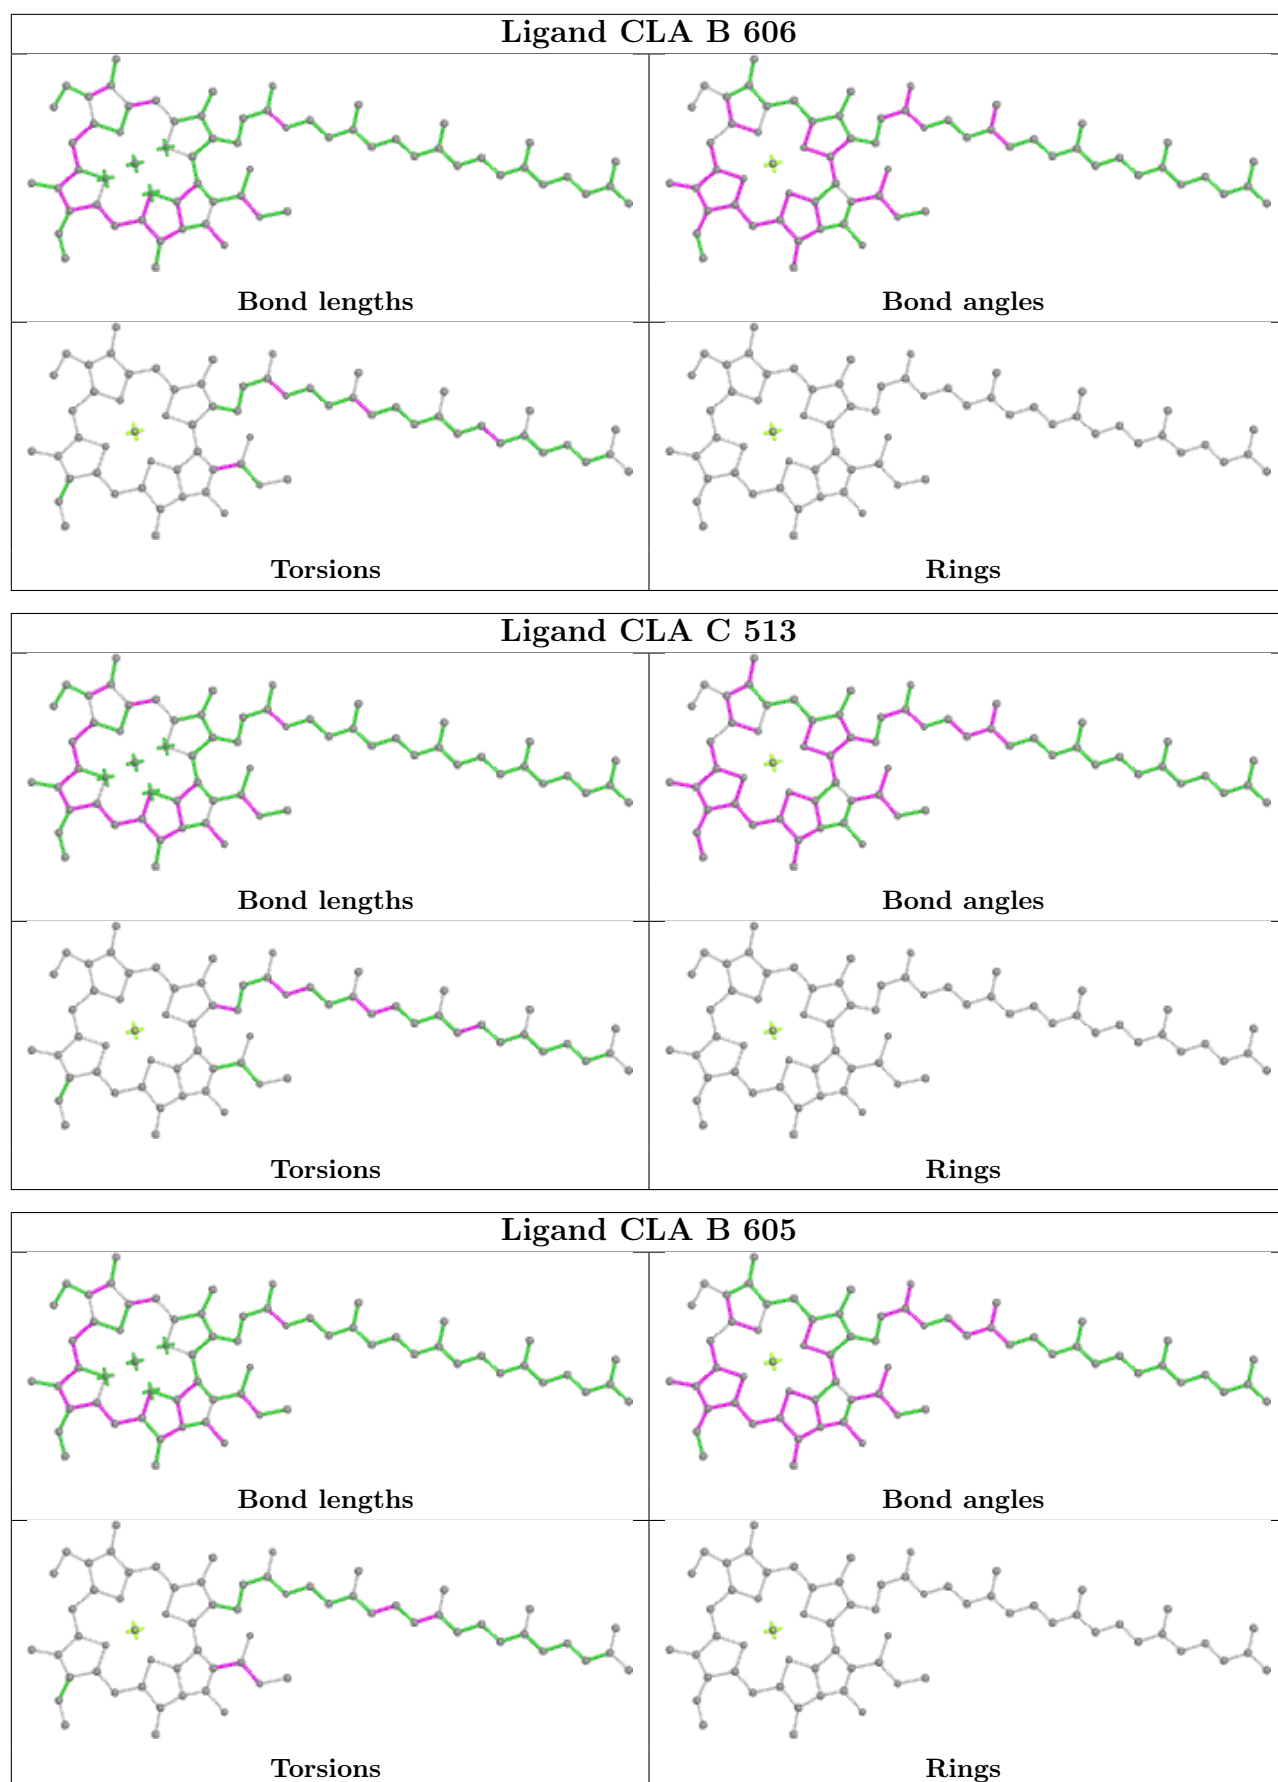 Ligand CLA B 606
Bond lengths
Bond angles
Torsions
Rings
Ligand CLA C 513
Bond lengths
Bond angles
Torsions
Rings
Ligand CLA B 605
Bond lengths
Bond angles
Torsions
Rings